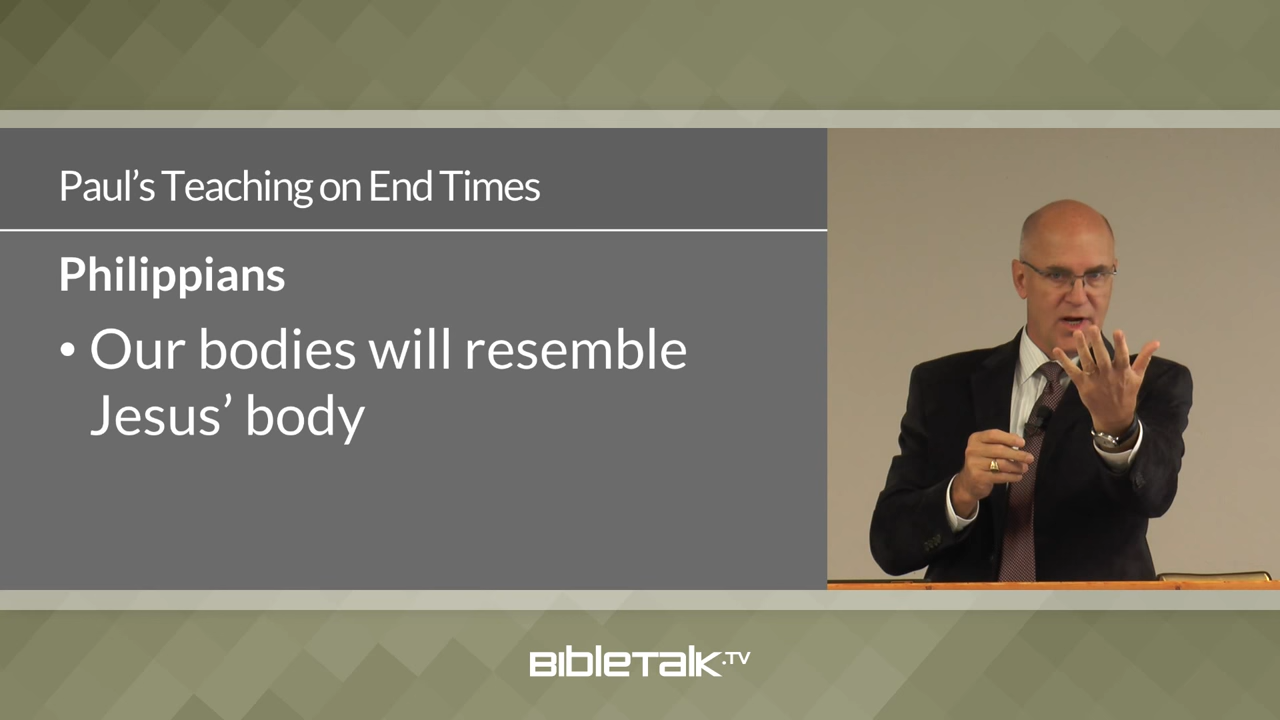 Paul’s Teaching on End Times
Philippians
• Our bodies will resemble
Jesus’ body
BibleTalk.TV